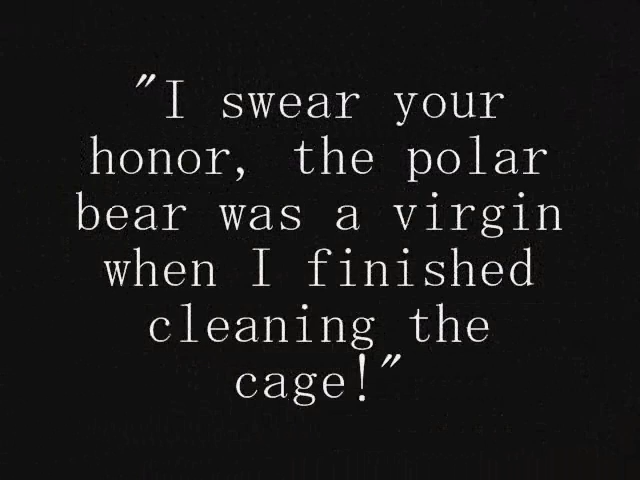 "I swear your
honor, the polar
bear was a virgin
when I finished
cleaning the
cage!"